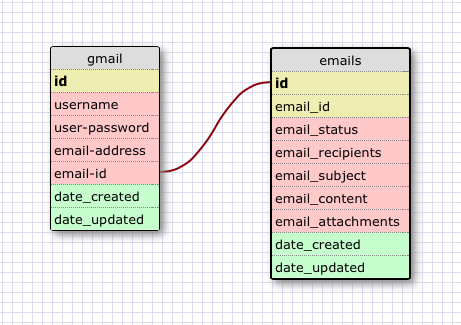 gmail
id
username
user-password
email-address
email-id
date_created
date_updated
emails
id
email_id
email_status
email_recipients
email_subject
email_content
email_attachments
date_created
date_updated